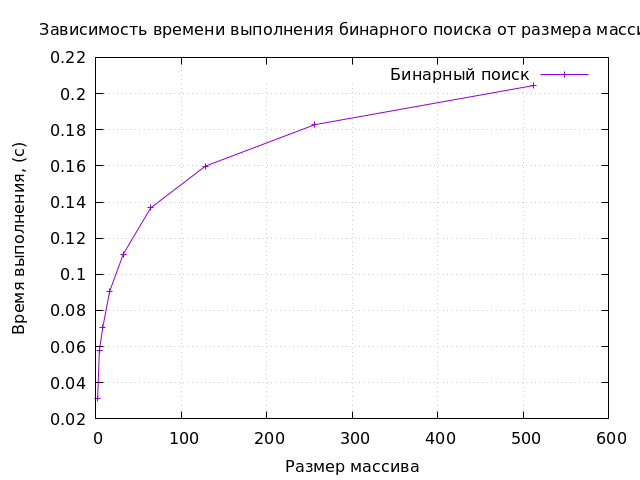 Зависимость времени выполнения бинарного поиска от размера масси
Бинарный поиск
0.22
0.2
0.18
0.16
0.14
0.12
0.1
0.08
0.06
0.04
0.02
Время выполнения, (с)
0 100 200 300 400 500 600
Размер массива